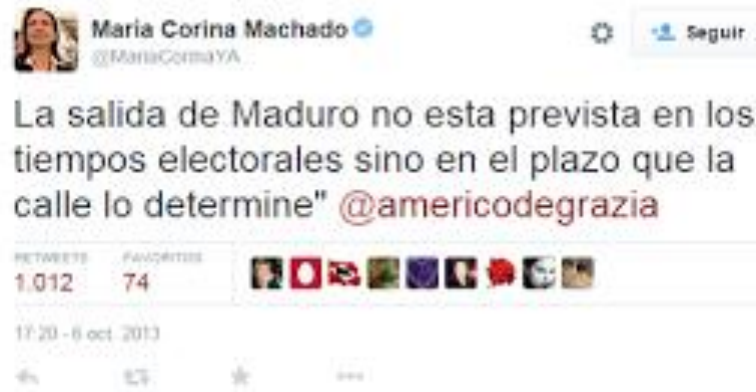 Maria Corina Machado
@MariaCorinaYA
Seguir
La salida de Maduro no esta prevista en los
tiempos electorales sino en el plazo que la
calle lo determine" @americodegrazia
RETWEETS FAVORITOS
1.012 74
17:20 - 6 oct. 2013